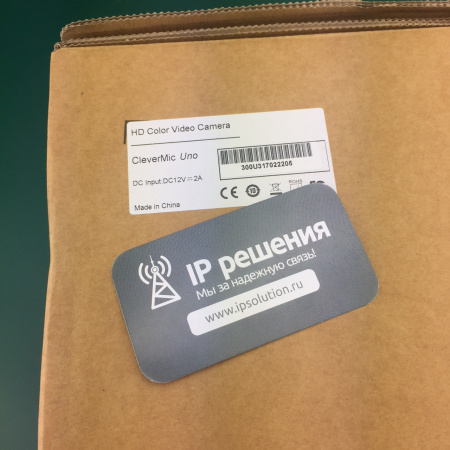 HD Color Video Camera
CleverMic Uno
300U317022206
DC Input:DC12V⎓2A
Made in China
IP решения
Мы за надежную связь!
www.ipsolution.ru